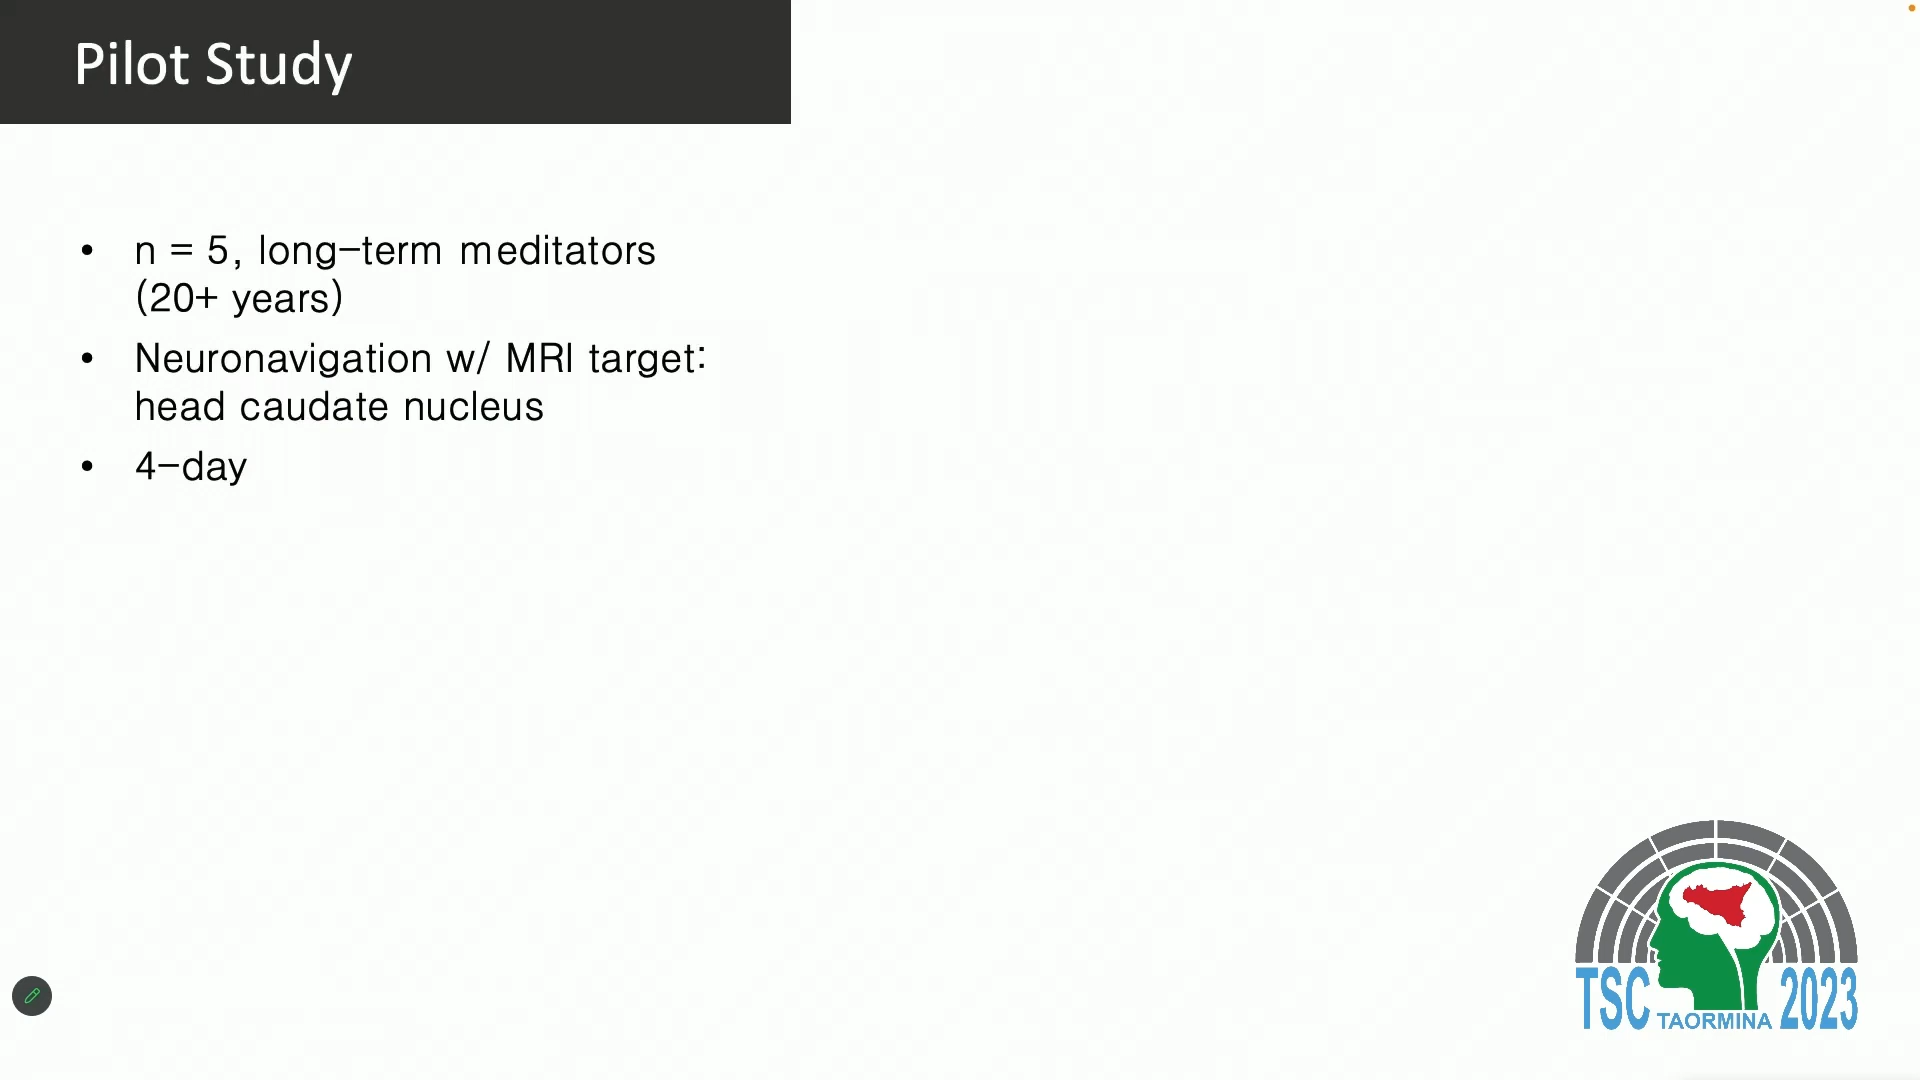 Pilot Study
• n = 5, long-term meditators
(20+ years)
• Neuronavigation w/ MRI target:
head caudate nucleus
• 4-day
TSC TAORMINA 2023